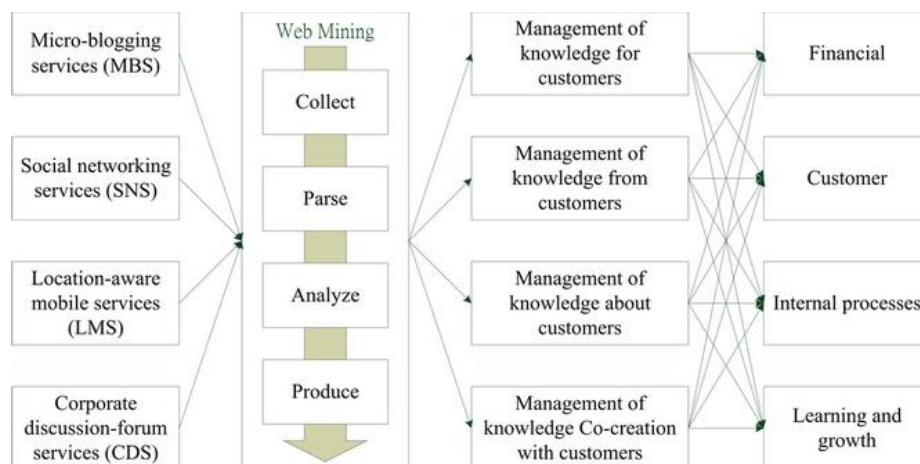 Micro-blogging
services (MBS)
Social networking
services (SNS)
Location-aware
mobile services
(LMS)
Corporate
discussion-forum
services (CDS)
Web Mining
Collect
Parse
Analyze
Produce
Management of
knowledge for
customers
Management of
knowledge from
customers
Management of
knowledge about
customers
Management of
knowledge Co-creation
with customers
Financial
Customer
Internal processes
Learning and
growth